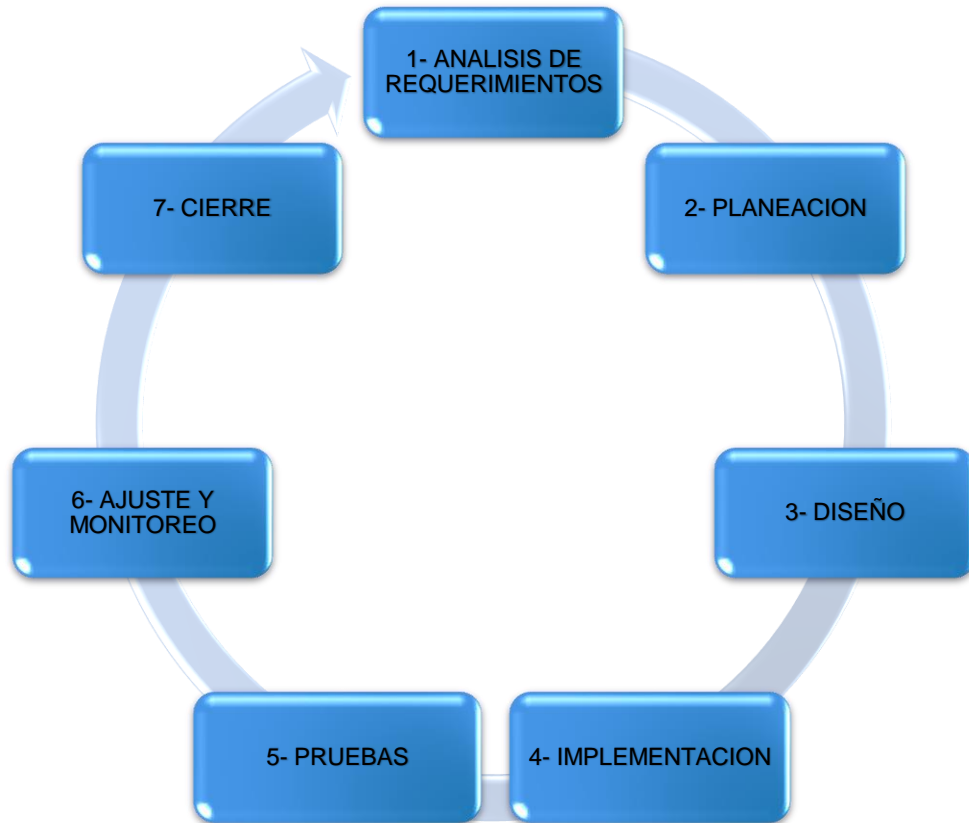 1- ANALISIS DE
REQUERIMIENTOS
2- PLANEACION
3- DISEÑO
4- IMPLEMENTACION
5- PRUEBAS
6- AJUSTE Y
MONITOREO
7- CIERRE